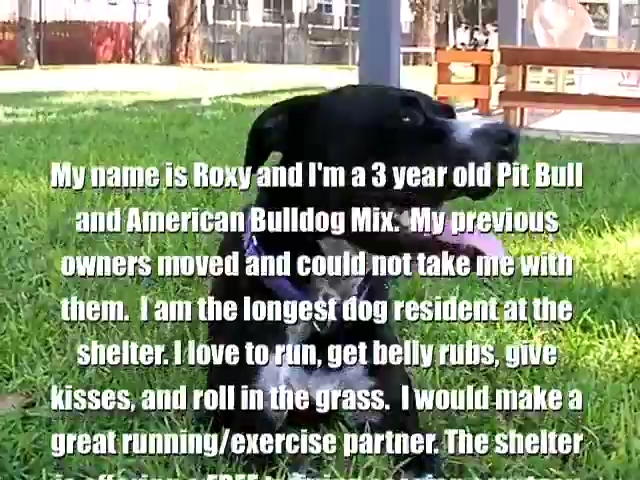 My name is Roxy and I'm a 3 year old Pit Bull
and American Bulldog Mix. My previous
owners moved and could not take me with
them. I am the longest dog resident at the
shelter. I love to run, get belly rubs, give
kisses, and roll in the grass. I would make a
great running/exercise partner. The shelter